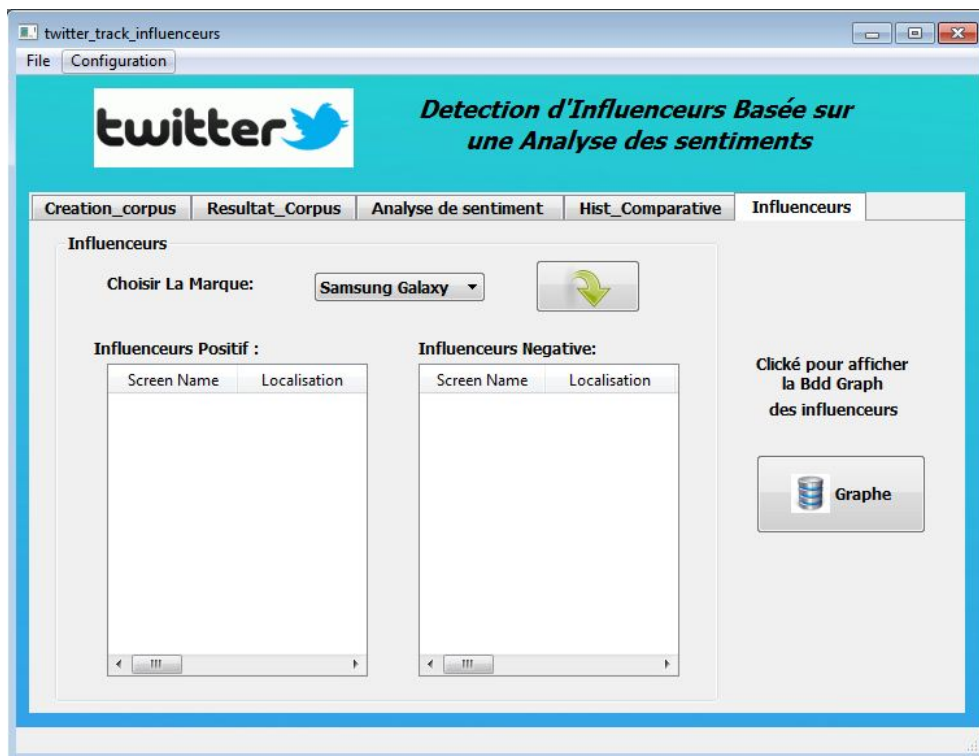 twitter_track_influenceurs
File Configuration
twitter
Detection d'Influenceurs Basée sur
une Analyse des sentiments
Creation_corpus Resultat_Corpus Analyse de sentiment Hist_Comparative Influenceurs
Influenceurs
Choisir La Marque: Samsung Galaxy
Influenceurs Positif :
Screen Name Localisation
Influenceurs Negative:
Screen Name Localisation
Clické pour afficher
la Bdd Graph
des influenceurs
Graphe